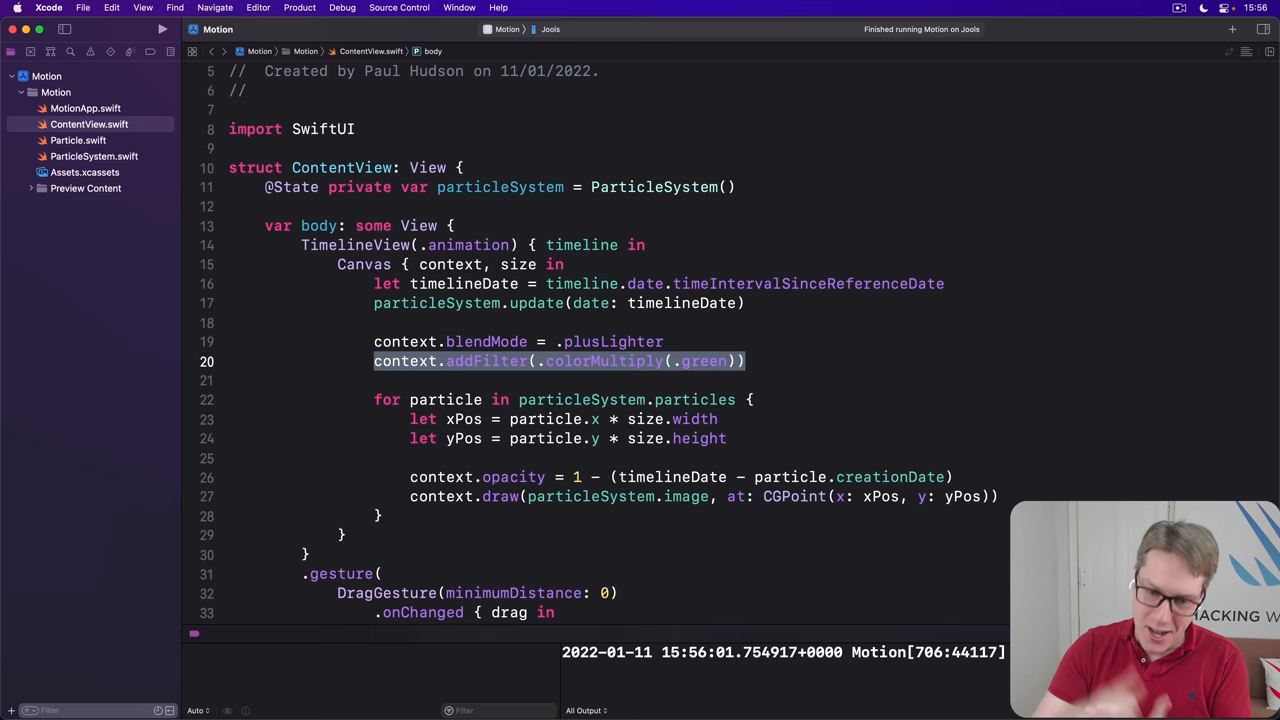 Xcode File Edit View Find Navigate Editor Product Debug Source Control Window Help 15:56
Motion Motion Jools Finished running Motion on Jools
Motion Motion ContentView.swift body
Motion
Motion
MotionApp.swift
ContentView.swift
Particle.swift
ParticleSystem.swift
Assets.xcassets
Preview Content
5 // Created by Paul Hudson on 11/01/2022.
6 //
7
8 import SwiftUI
9
10 struct ContentView: View {
11 @State private var particleSystem = ParticleSystem()
12
13 var body: some View {
14 TimelineView(.animation) { timeline in
15 Canvas { context, size in
16 let timelineDate = timeline.date.timeIntervalSinceReferenceDate
17 particleSystem.update(date: timelineDate)
18
19 context.blendMode = .plusLighter
20 context.addFilter(.colorMultiply(.green))
21
22 for particle in particleSystem.particles {
23 let xPos = particle.x * size.width
24 let yPos = particle.y * size.height
25
26 context.opacity = 1 - (timelineDate - particle.creationDate)
27 context.draw(particleSystem.image, at: CGPoint(x: xPos, y: yPos))
28 }
29 }
30 }
31 .gesture(
32 DragGesture(minimumDistance: 0)
33 .onChanged { drag in
2022-01-11 15:56:01.754917+0000 Motion[706:44117]
HACKING W
Filter Auto Filter All Output